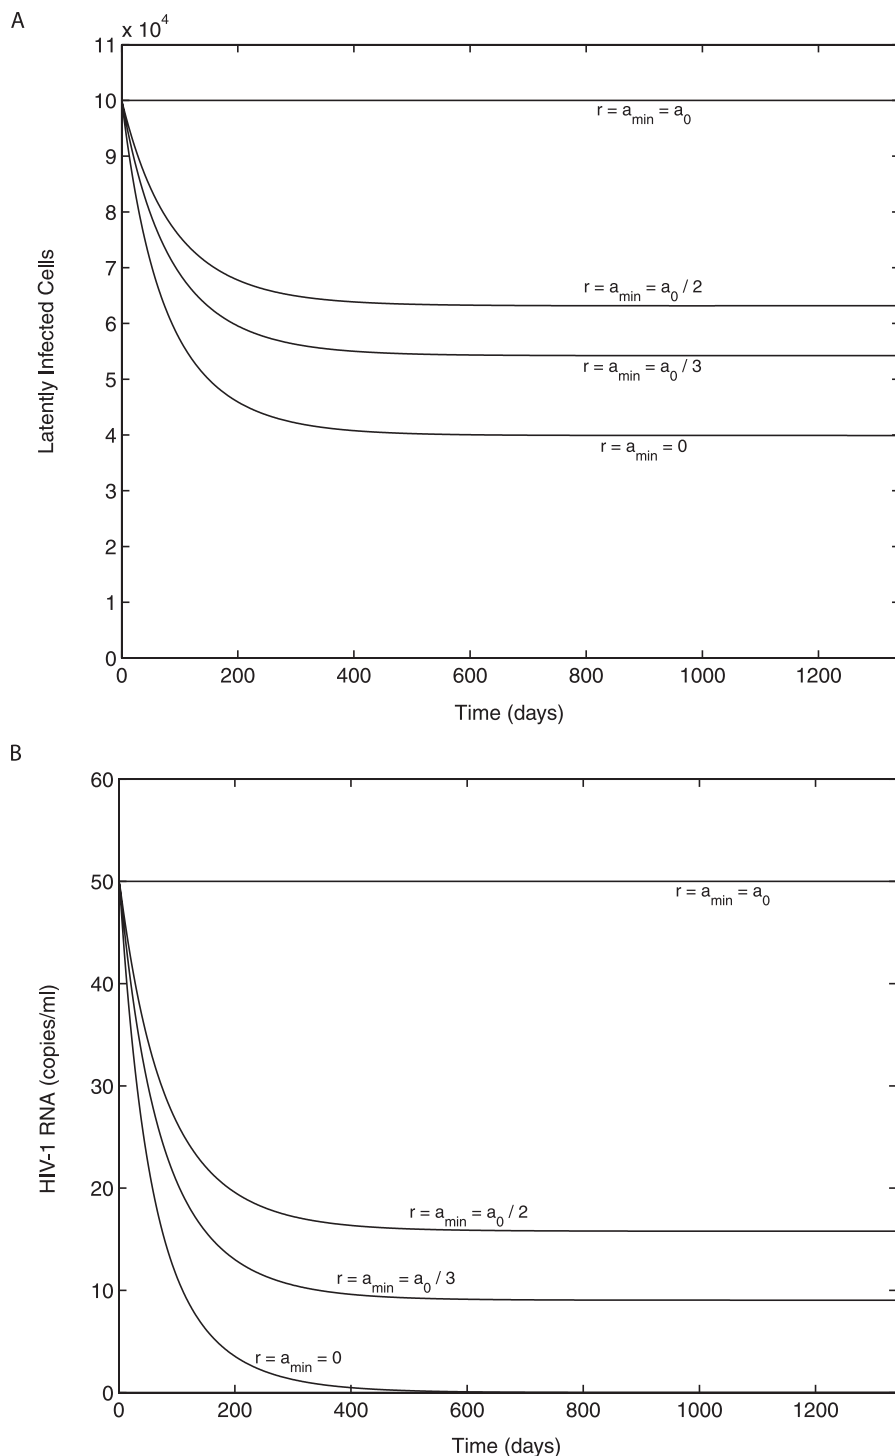 A
x 10⁴
11
10
r = a_min = a_0
9
8
7
r = a_min = a_0 / 2
6
r = a_min = a_0 / 3
5
4
r = a_min = 0
3
2
1
0
Latently Infected Cells
0 200 400 600 800 1000 1200
Time (days)
B
60
50
r = a_min = a_0
40
30
20
r = a_min = a_0 / 2
r = a_min = a_0 / 3
10
r = a_min = 0
0
HIV-1 RNA (copies/ml)
0 200 400 600 800 1000 1200
Time (days)